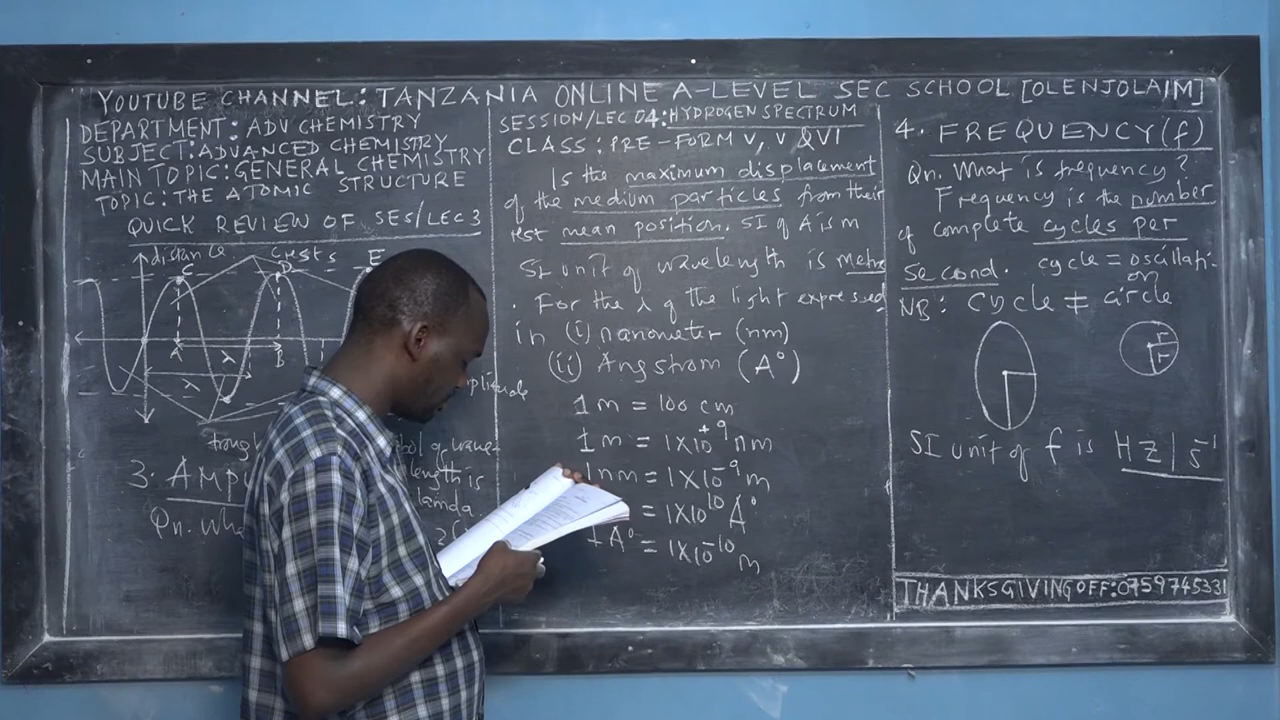 YOUTUBE CHANNEL: TANZANIA ONLINE A-LEVEL SEC SCHOOL [OLENJOLAIM]
DEPARTMENT: ADV CHEMISTRY
SUBJECT: ADVANCED CHEMISTRY
MAIN TOPIC: GENERAL CHEMISTRY
TOPIC: THE ATOMIC STRUCTURE
QUICK REVIEW OF SES/LEC 3
distance crests
C D E
A λ B
λ
amplitude
3.
Qn.
length is
SESSION/LEC 04: HYDROGEN SPECTRUM
CLASS: PRE-FORM V, V & VI
Is the maximum displacement
of the medium particles from their
rest mean position. SI of A is m
SI unit of wavelength is metre
. For the λ of the light expressed
in (i) nanometer (nm)
(ii) Angstrom (A°)
1 m = 100 cm
1 m = 1X10⁺⁹ nm
1nm = 1X10⁻⁹ m
= 1X10¹⁰ A°
1A° = 1X10⁻¹⁰ m
4. FREQUENCY(f)
Qn. What is frequency?
Frequency is the number
of complete cycles per
second. cycle = oscillation
NB: cycle ≠ circle
SI unit of f is HZ/s⁻¹
THANKSGIVING OFF: 0759745331